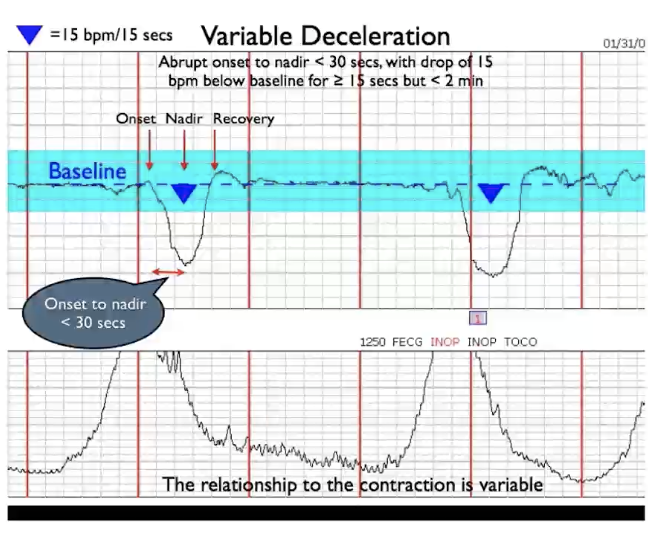 =15 bpm/15 secs
Variable Deceleration
01/31/0
Abrupt onset to nadir < 30 secs, with drop of 15
bpm below baseline for ≥ 15 secs but < 2 min
Onset Nadir Recovery
Baseline
Onset to nadir
< 30 secs
1
1250 FECG INOP INOP TOCO
The relationship to the contraction is variable